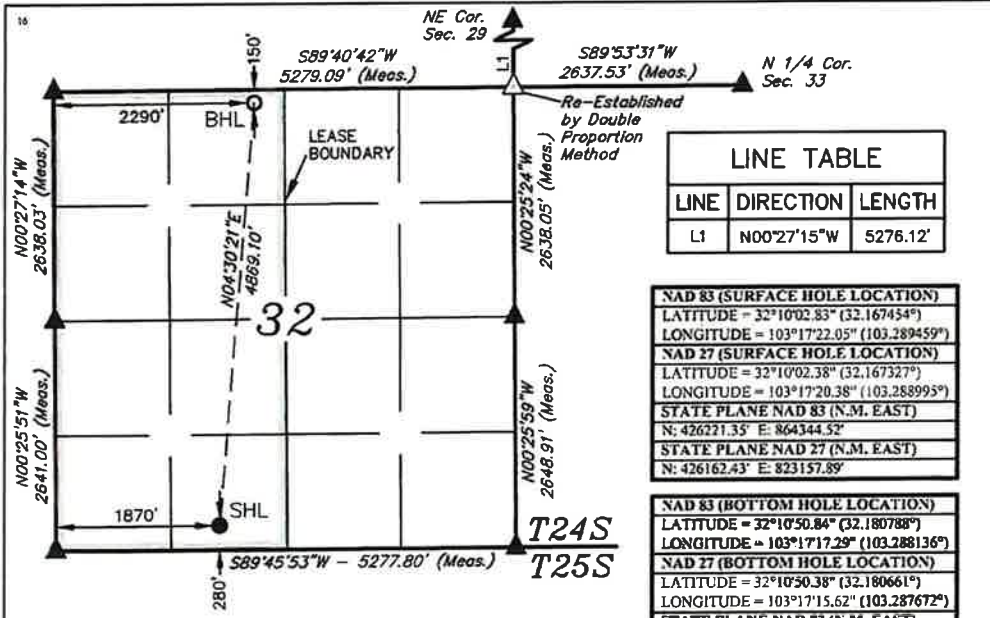 16
NE Cor.
Sec. 29
S89°40'42"W
5279.09' (Meas.)
150'
L1
S89°53'31"W
2637.53' (Meas.)
N 1/4 Cor.
Sec. 33
Re-Established
by Double
Proportion
Method
2290'
BHL
LEASE
BOUNDARY
N00°27'14"W
2638.03' (Meas.)
N04°30'21"E
4869.10'
N00°25'24"W
2638.05' (Meas.)
32
N00°25'51"W
2641.00' (Meas.)
N00°25'59"W
2648.91' (Meas.)
1870'
SHL
S89°45'53"W - 5277.80' (Meas.)
280'
T24S
T25S
LINE TABLE
LINE DIRECTION LENGTH
L1 N00°27'15"W 5276.12'
NAD 83 (SURFACE HOLE LOCATION)
LATITUDE = 32°10'02.83" (32.167454°)
LONGITUDE = 103°17'22.05" (103.289459°)
NAD 27 (SURFACE HOLE LOCATION)
LATITUDE = 32°10'02.38" (32.167327°)
LONGITUDE = 103°17'20.38" (103.288995°)
STATE PLANE NAD 83 (N.M. EAST)
N: 426221.35' E: 864344.52'
STATE PLANE NAD 27 (N.M. EAST)
N: 426162.43' E: 823157.89'
NAD 83 (BOTTOM HOLE LOCATION)
LATITUDE = 32°10'50.84" (32.180788°)
LONGITUDE = 103°17'17.29" (103.288136°)
NAD 27 (BOTTOM HOLE LOCATION)
LATITUDE = 32°10'50.38" (32.180661°)
LONGITUDE = 103°17'15.62" (103.287672°)